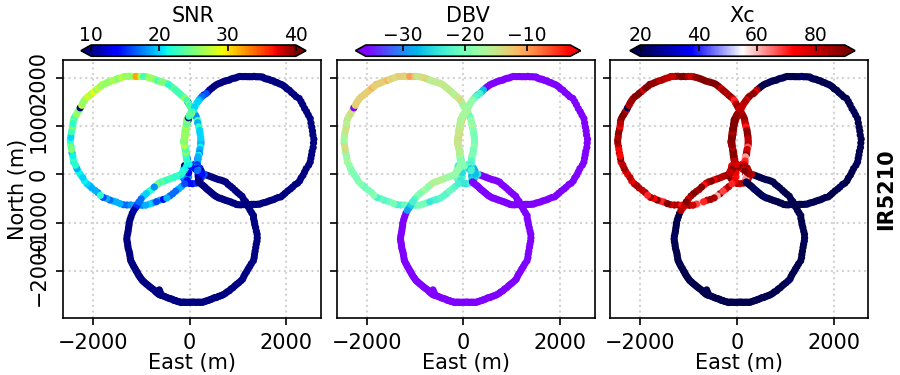 SNR
DBV
Xc
10 20 30 40
−30 −20 −10
20 40 60 80
North (m)
2000
1000
0
−1000
−2000
IR5210
−2000 0 2000
−2000 0 2000
−2000 0 2000
East (m)
East (m)
East (m)